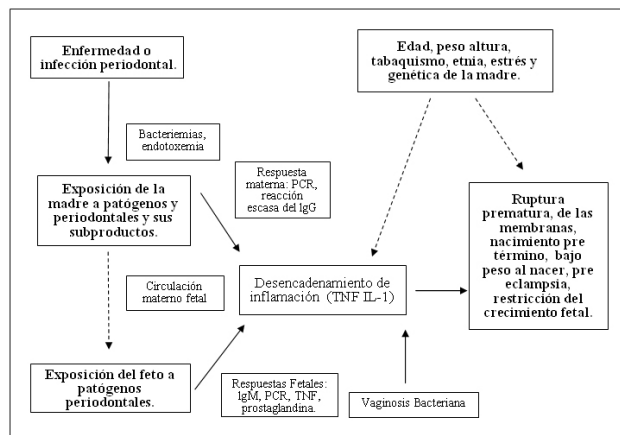 Enfermedad o
infección periodontal.
Edad, peso altura,
tabaquismo, etnia, estrés y
genética de la madre.
Bacteriemias,
endotoxemia
Respuesta
materna: PCR,
reacción
escasa del IgG
Exposición de la
madre a patógenos y
periodontales y sus
subproductos.
Ruptura
prematura, de las
membranas,
nacimiento pre
término, bajo
peso al nacer, pre
eclampsia,
restricción del
crecimiento fetal.
Circulación
materno fetal
Desencadenamiento de
inflamación (TNF IL-1)
Exposición del feto a
patógenos
periodontales.
Respuestas Fetales:
IgM, PCR, TNF,
prostaglandina.
Vaginosis Bacteriana